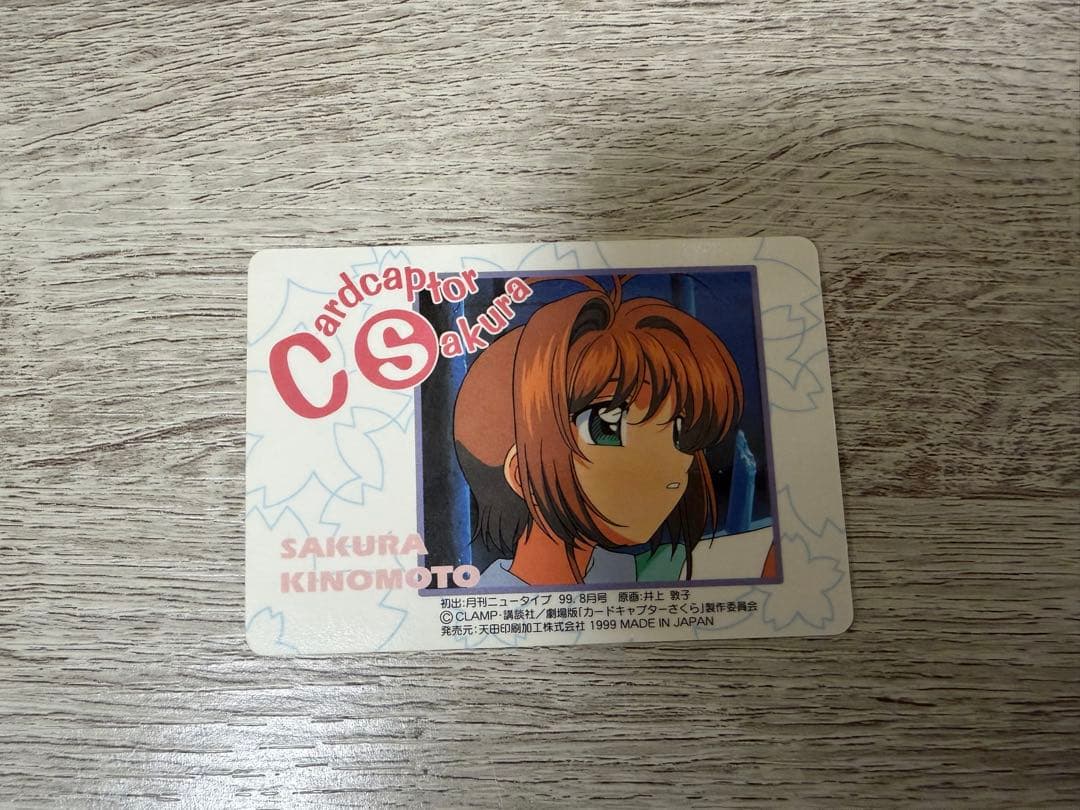 Cardcaptor
Sakura
SAKURA
KINOMOTO
初出:月刊ニュータイプ 99. 8月号 原画:井上 敦子
©CLAMP・講談社/劇場版「カードキャプターさくら」製作委員会
発売元:天田印刷加工株式会社 1999 MADE IN JAPAN